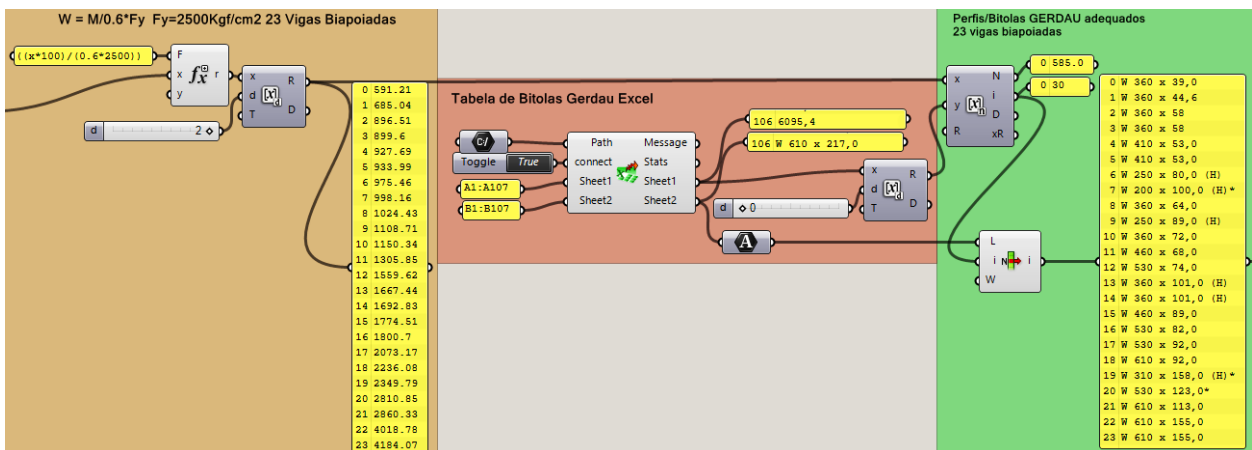 W = M/0.6*Fy Fy=2500Kgf/cm2 23 Vigas Biapoiadas
((x*100)/(0.6*2500))
F
x
y
fx
r
x
d
T
[x]d
R
D
d
2
0 591.21
1 685.04
2 896.51
3 899.6
4 927.69
5 933.99
6 975.46
7 998.16
8 1024.43
9 1108.71
10 1150.34
11 1305.85
12 1559.62
13 1667.44
14 1692.83
15 1774.51
16 1800.7
17 2073.17
18 2236.08
19 2349.79
20 2810.85
21 2860.33
22 4018.78
23 4184.07
Tabela de Bitolas Gerdau Excel
C:/
Toggle True
A1:A107
B1:B107
Path Message
connect Stats
Sheet1 Sheet1
Sheet2 Sheet2
106 6095,4
106 W 610 x 217,0
d
0
x
d
T
[x]d
R
D
A
Perfis/Bitolas GERDAU adequados
23 vigas biapoiadas
x
y
R
[x]n
N
i
D
xR
0 585.0
0 30
L
i
W
N
i
0 W 360 x 39,0
1 W 360 x 44,6
2 W 360 x 58
3 W 360 x 58
4 W 410 x 53,0
5 W 410 x 53,0
6 W 250 x 80,0 (H)
7 W 200 x 100,0 (H)*
8 W 360 x 64,0
9 W 250 x 89,0 (H)
10 W 360 x 72,0
11 W 460 x 68,0
12 W 530 x 74,0
13 W 360 x 101,0 (H)
14 W 360 x 101,0 (H)
15 W 460 x 89,0
16 W 530 x 82,0
17 W 530 x 92,0
18 W 610 x 92,0
19 W 310 x 158,0 (H)*
20 W 530 x 123,0*
21 W 610 x 113,0
22 W 610 x 155,0
23 W 610 x 155,0